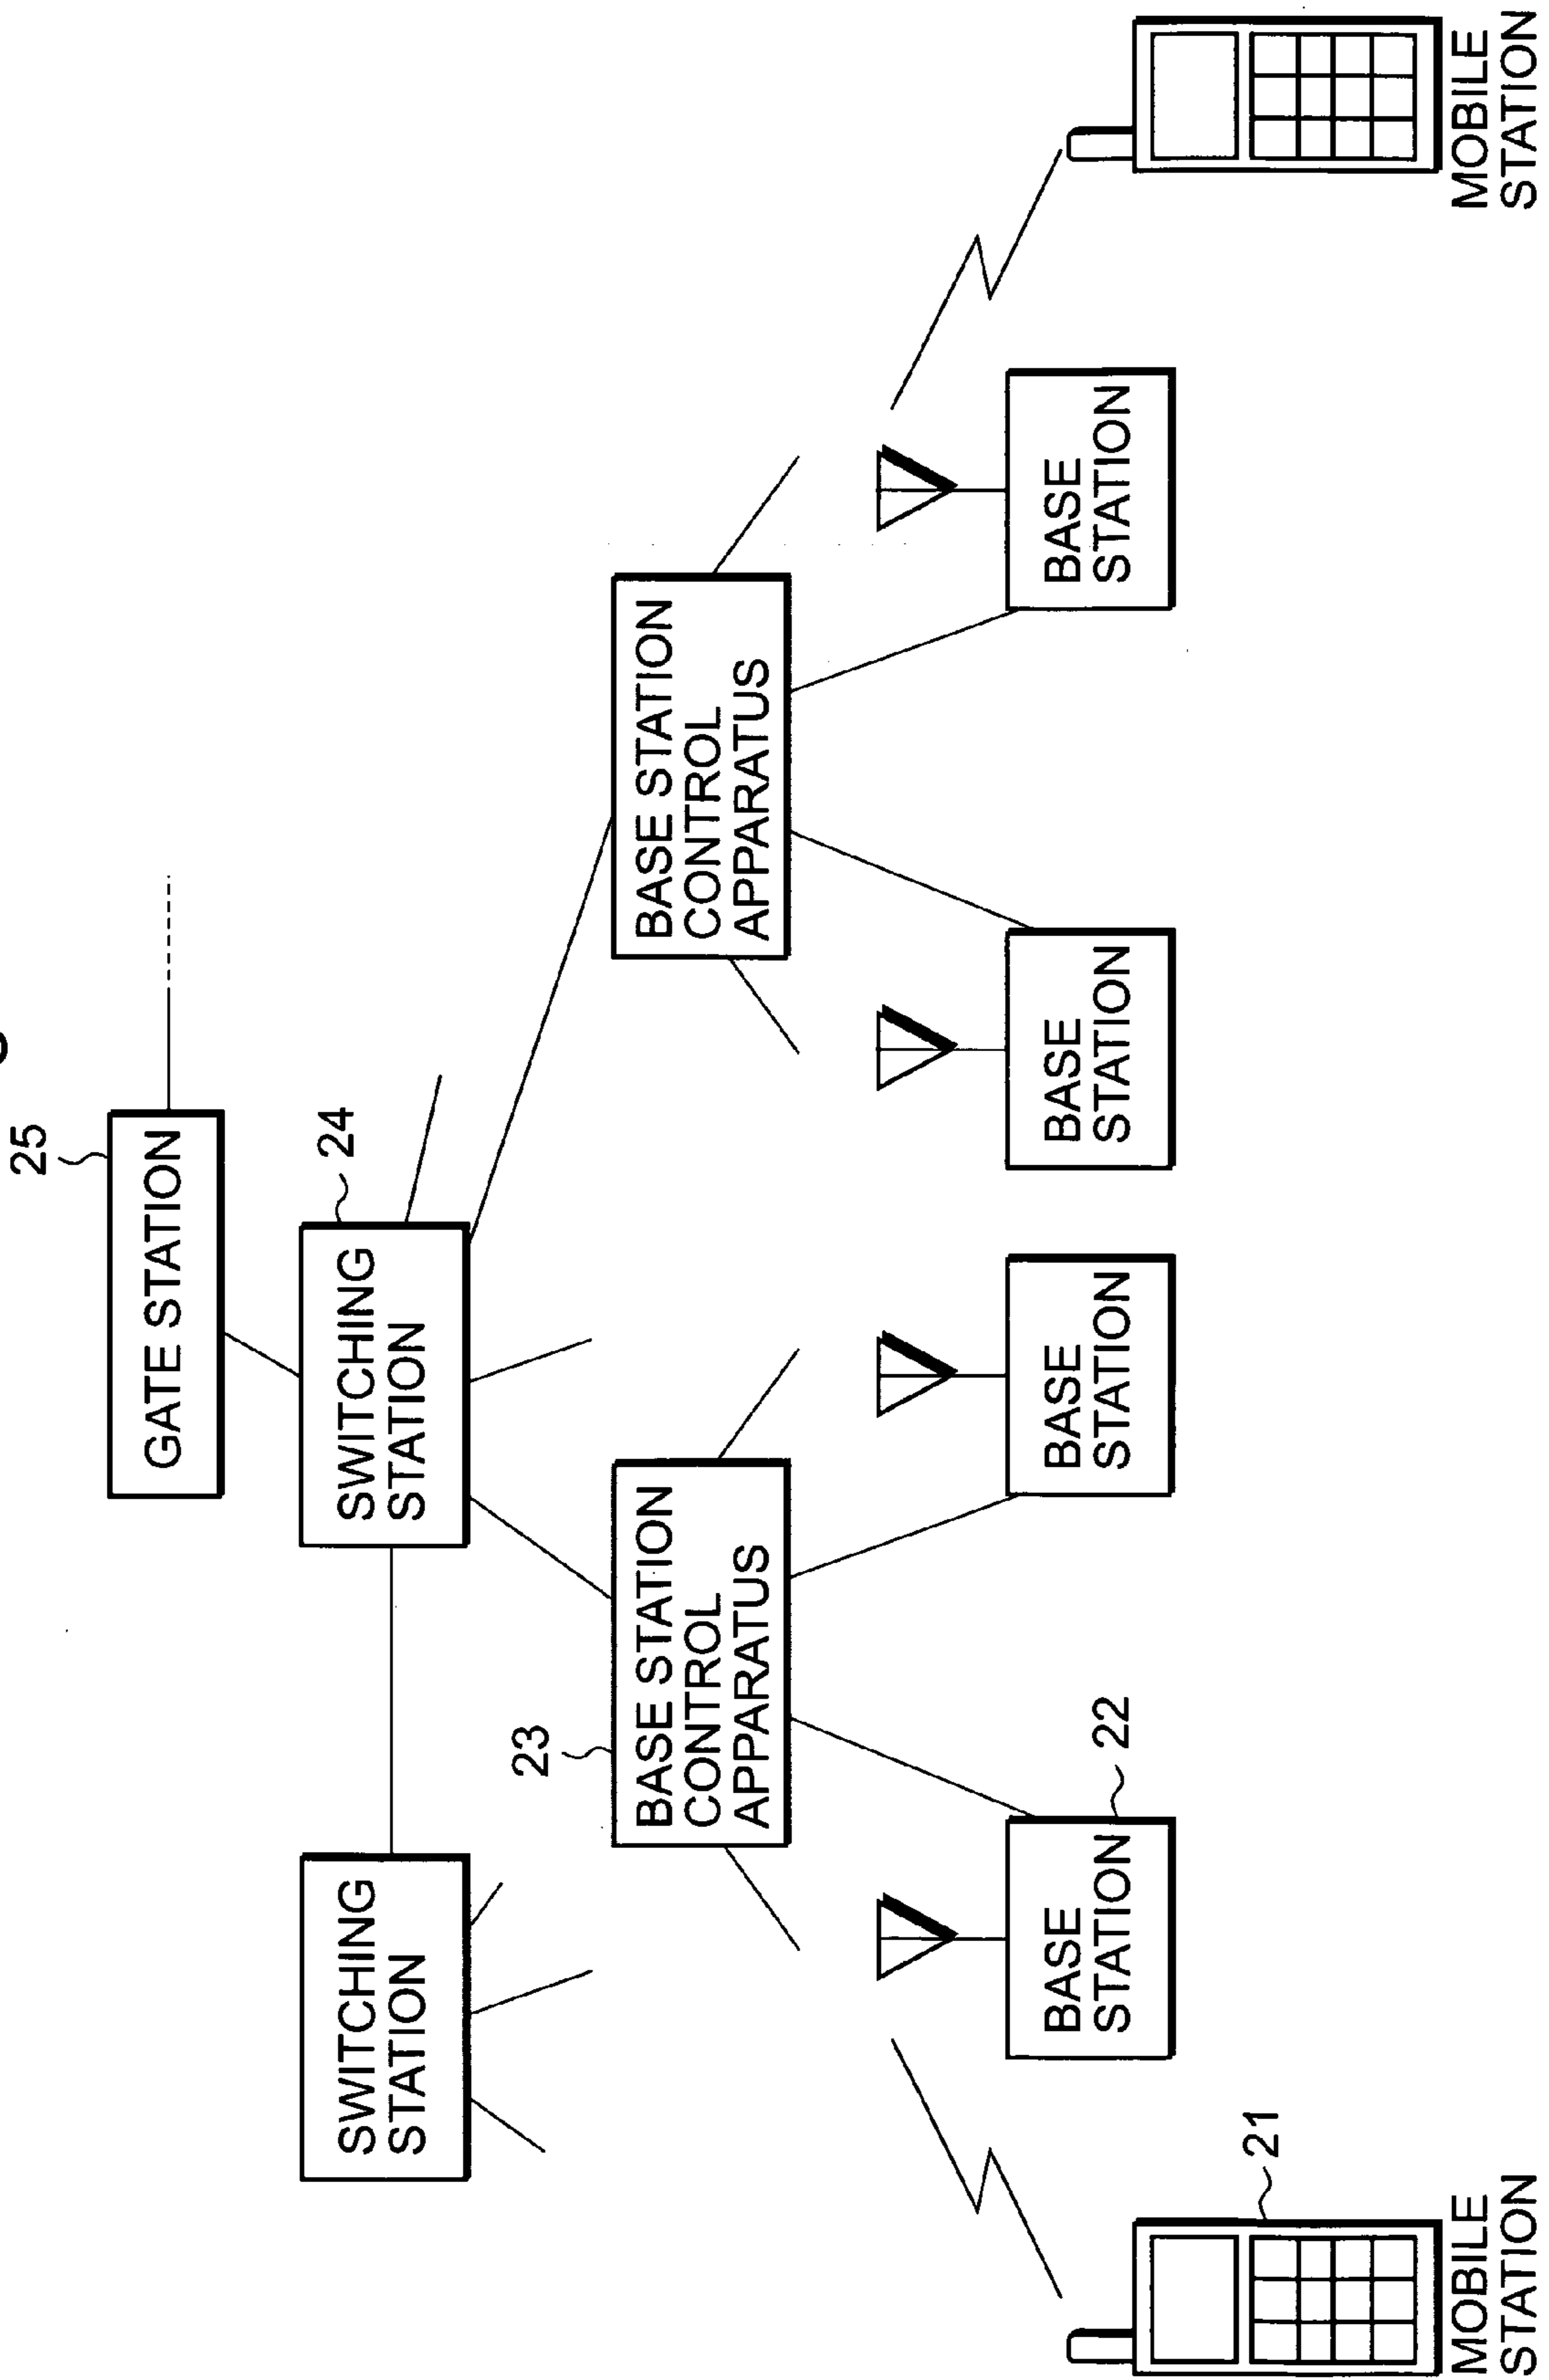 25
GATE STATION
24
SWITCHING
STATION
SWITCHING
STATION
23
BASE STATION
CONTROL
APPARATUS
BASE STATION
CONTROL
APPARATUS
22
BASE
STATION
BASE
STATION
BASE
STATION
BASE
STATION
21
MOBILE
STATION
MOBILE
STATION